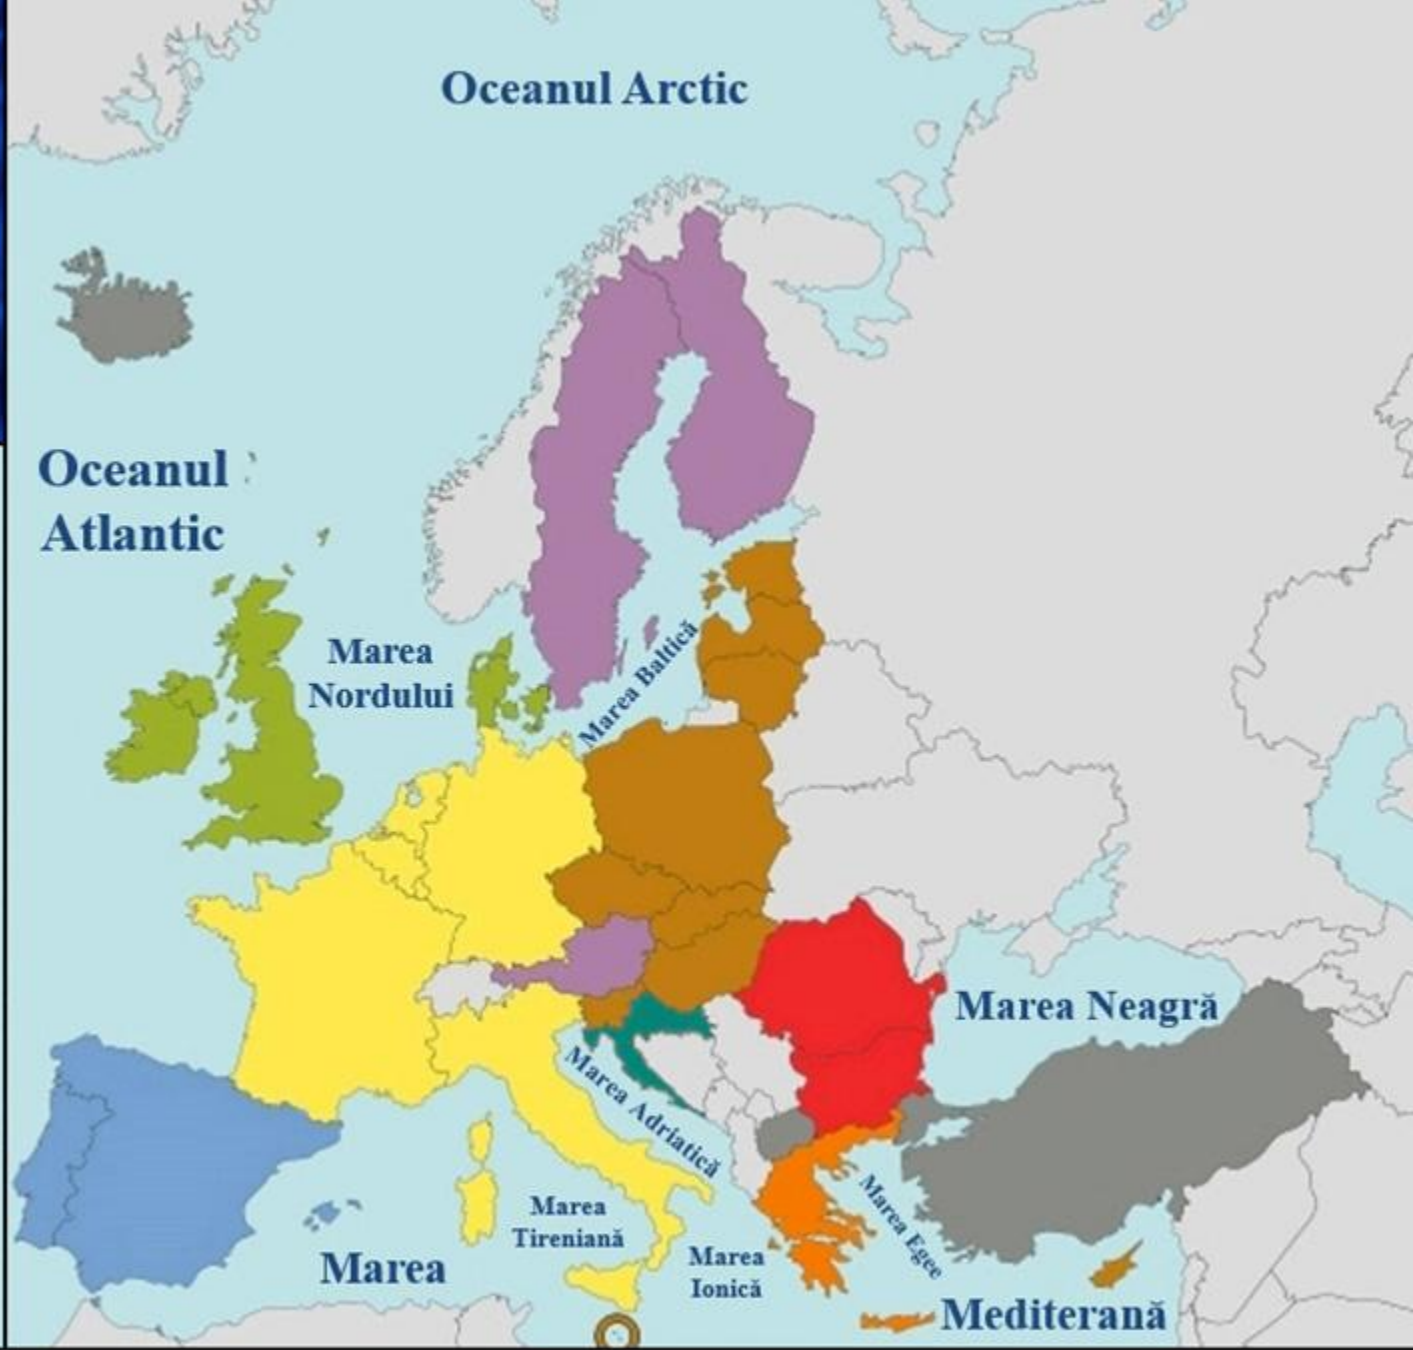 Oceanul Arctic
Oceanul
Atlantic
Marea
Nordului
Marea Baltică
Marea Neagră
Marea Adriatică
Marea
Tireniană
Marea
Ionică
Marea Egee
Marea
Mediterană